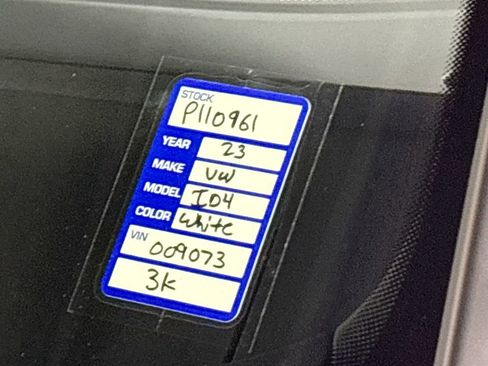 STOCK
P110961
YEAR 23
MAKE VW
MODEL ID4
COLOR White
VIN
009073
3K